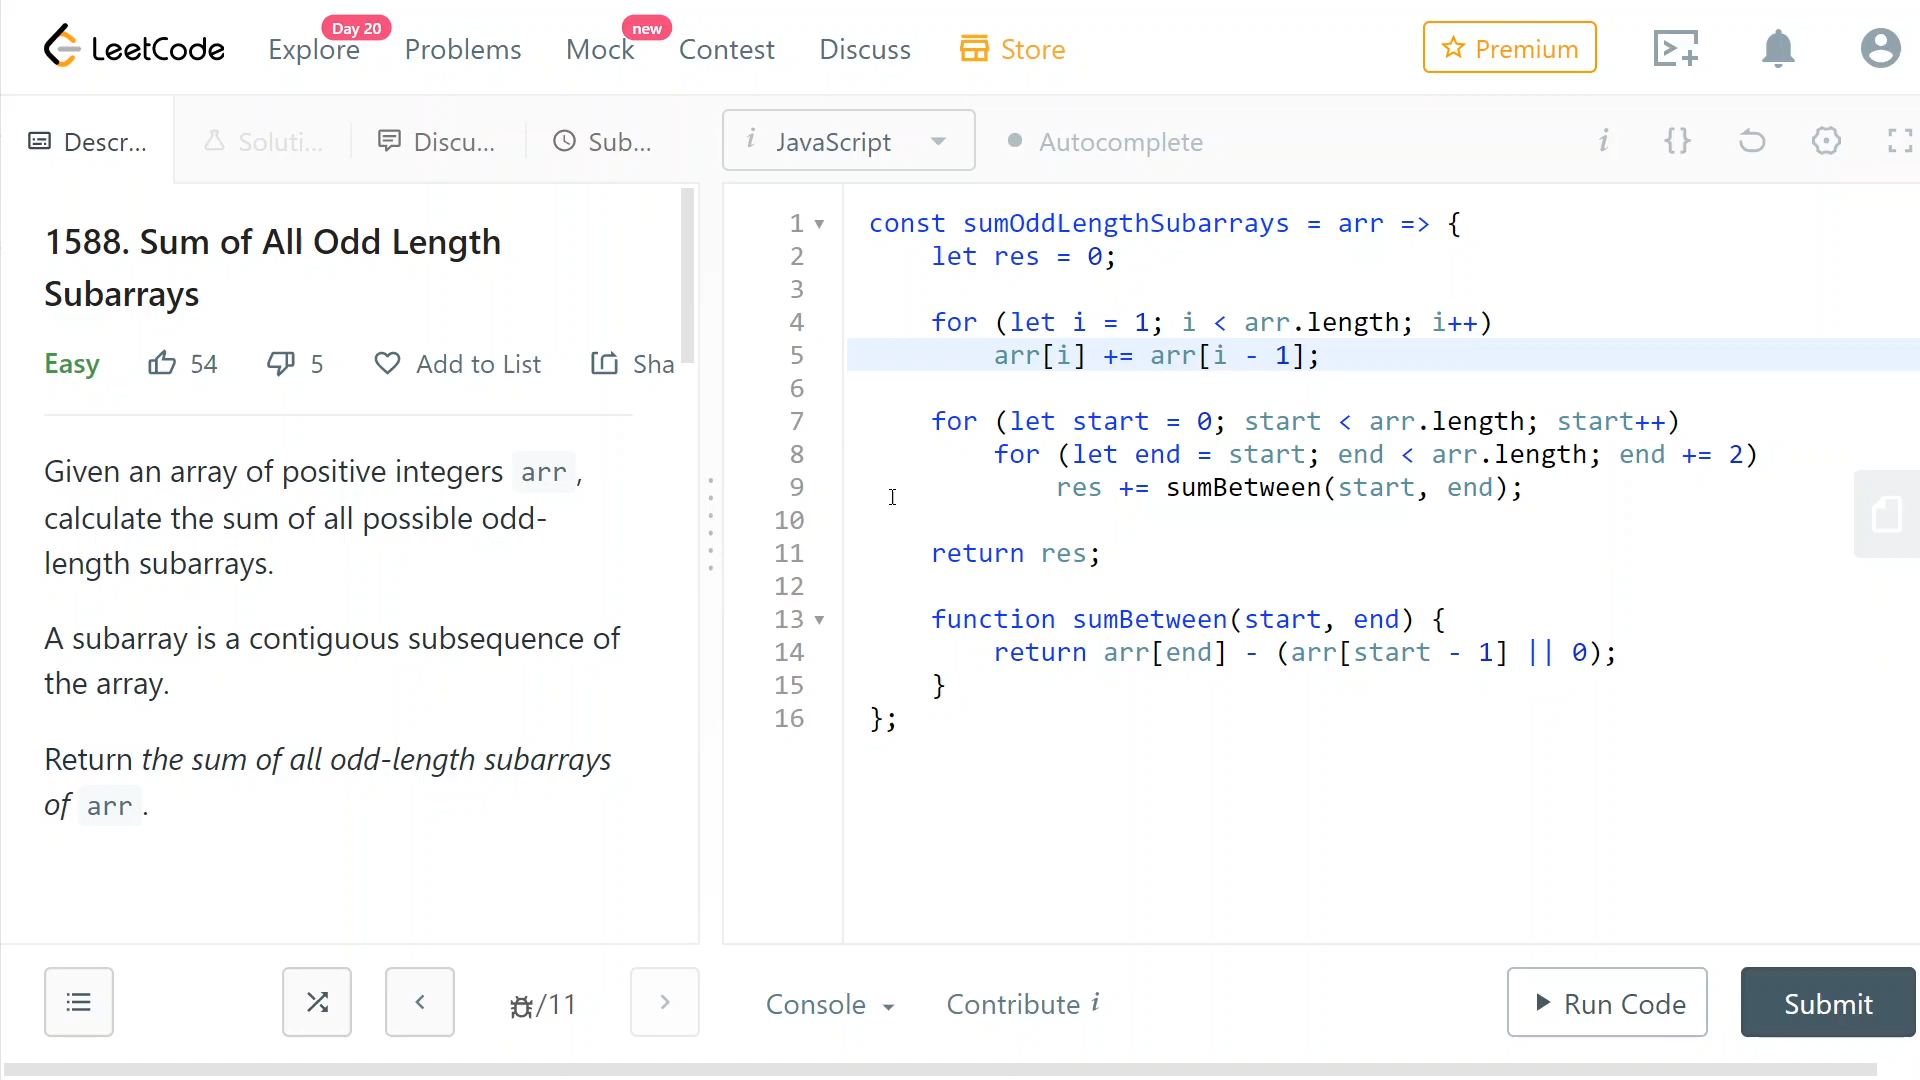 Day 20
new
LeetCode
Explore
Problems
Mock
Contest
Discuss
Store
Premium
Descr...
Soluti...
Discu...
Sub...
i JavaScript
Autocomplete
i {}
1588. Sum of All Odd Length
Subarrays
Easy
54
5
Add to List
Sha
Given an array of positive integers arr,
calculate the sum of all possible odd-
length subarrays.
A subarray is a contiguous subsequence of
the array.
Return the sum of all odd-length subarrays
of arr.
1 const sumOddLengthSubarrays = arr => {
2     let res = 0;
3
4     for (let i = 1; i < arr.length; i++)
5         arr[i] += arr[i - 1];
6
7     for (let start = 0; start < arr.length; start++)
8         for (let end = start; end < arr.length; end += 2)
9             res += sumBetween(start, end);
10
11     return res;
12
13     function sumBetween(start, end) {
14         return arr[end] - (arr[start - 1] || 0);
15     }
16 };
/11
Console
Contribute i
Run Code
Submit